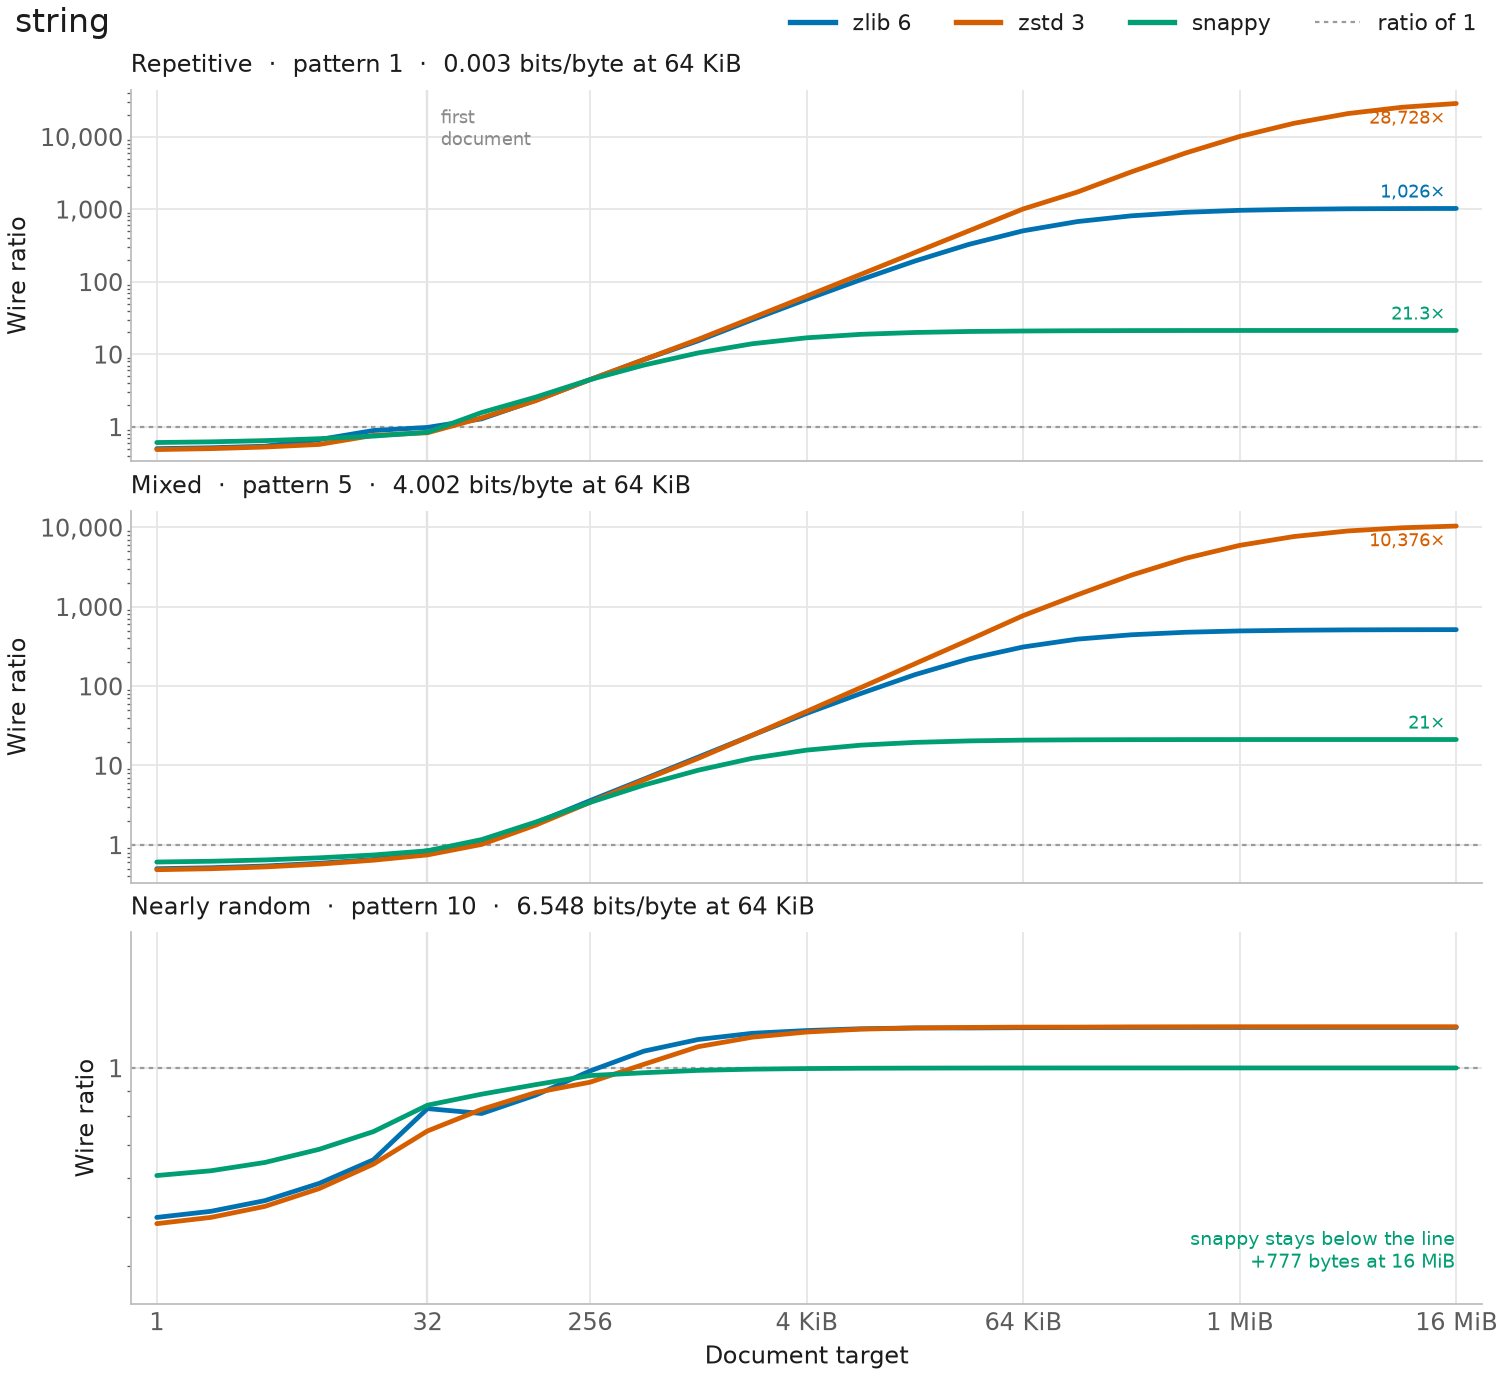 string
zlib 6
zstd 3
snappy
ratio of 1
Repetitive · pattern 1 · 0.003 bits/byte at 64 KiB
Wire ratio
10,000
1,000
100
10
1
first
document
28,728×
1,026×
21.3×
Mixed · pattern 5 · 4.002 bits/byte at 64 KiB
Wire ratio
10,000
1,000
100
10
1
10,376×
21×
Nearly random · pattern 10 · 6.548 bits/byte at 64 KiB
Wire ratio
1
snappy stays below the line
+777 bytes at 16 MiB
1
32
256
4 KiB
64 KiB
1 MiB
16 MiB
Document target